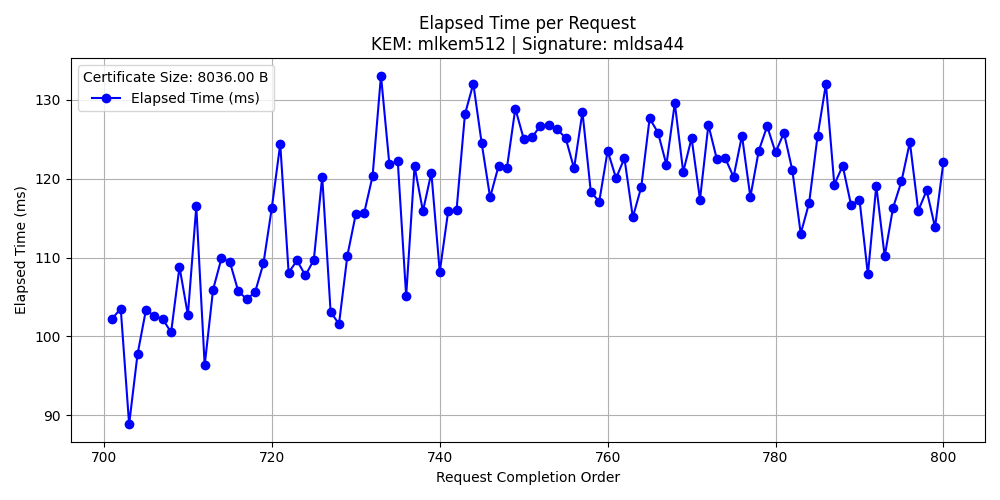 Elapsed Time per Request
KEM: mlkem512 | Signature: mldsa44
Certificate Size: 8036.00 B
Elapsed Time (ms)
Elapsed Time (ms)
130
120
110
100
90
700 720 740 760 780 800
Request Completion Order